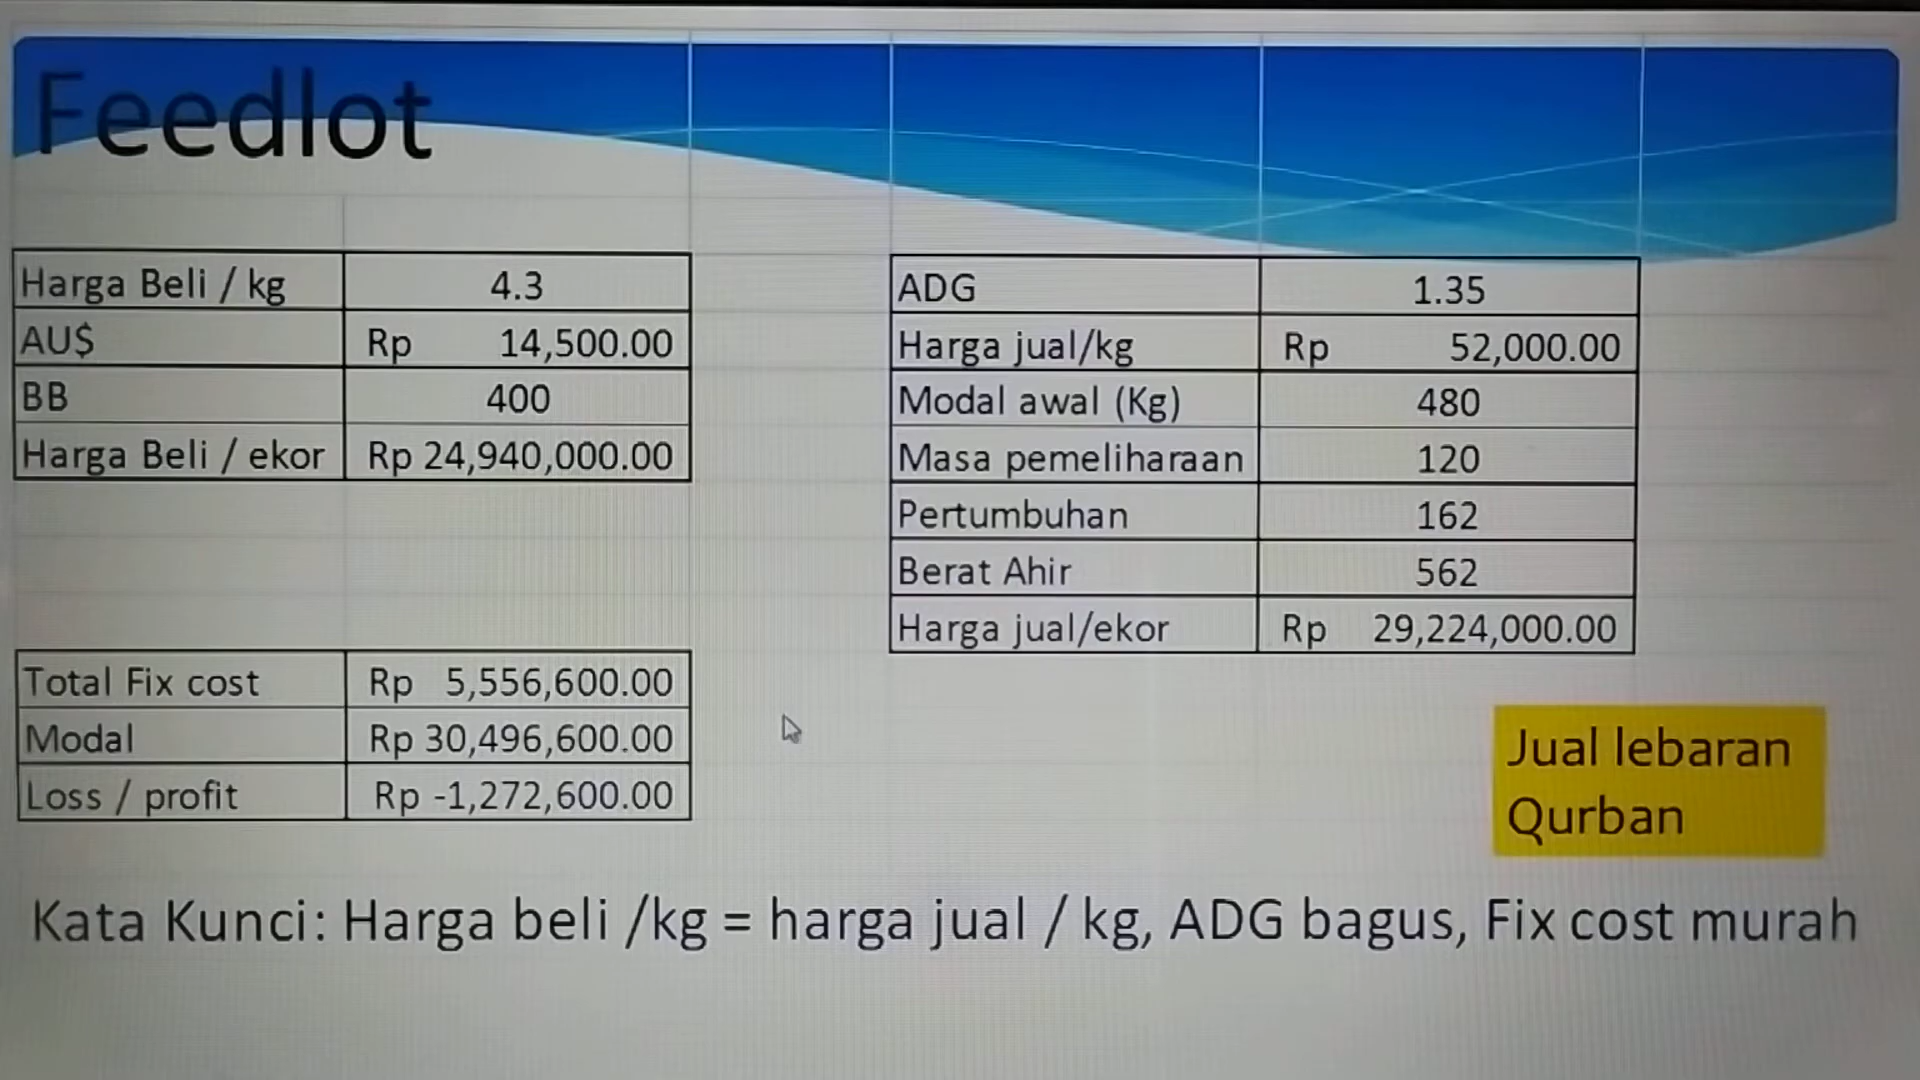 Feedlot
Harga Beli / kg 4.3
AU$ Rp 14,500.00
BB 400
Harga Beli / ekor Rp 24,940,000.00
ADG 1.35
Harga jual/kg Rp 52,000.00
Modal awal (Kg) 480
Masa pemeliharaan 120
Pertumbuhan 162
Berat Ahir 562
Harga jual/ekor Rp 29,224,000.00
Total Fix cost Rp 5,556,600.00
Modal Rp 30,496,600.00
Loss / profit Rp -1,272,600.00
Jual lebaran
Qurban
Kata Kunci: Harga beli /kg = harga jual / kg, ADG bagus, Fix cost murah